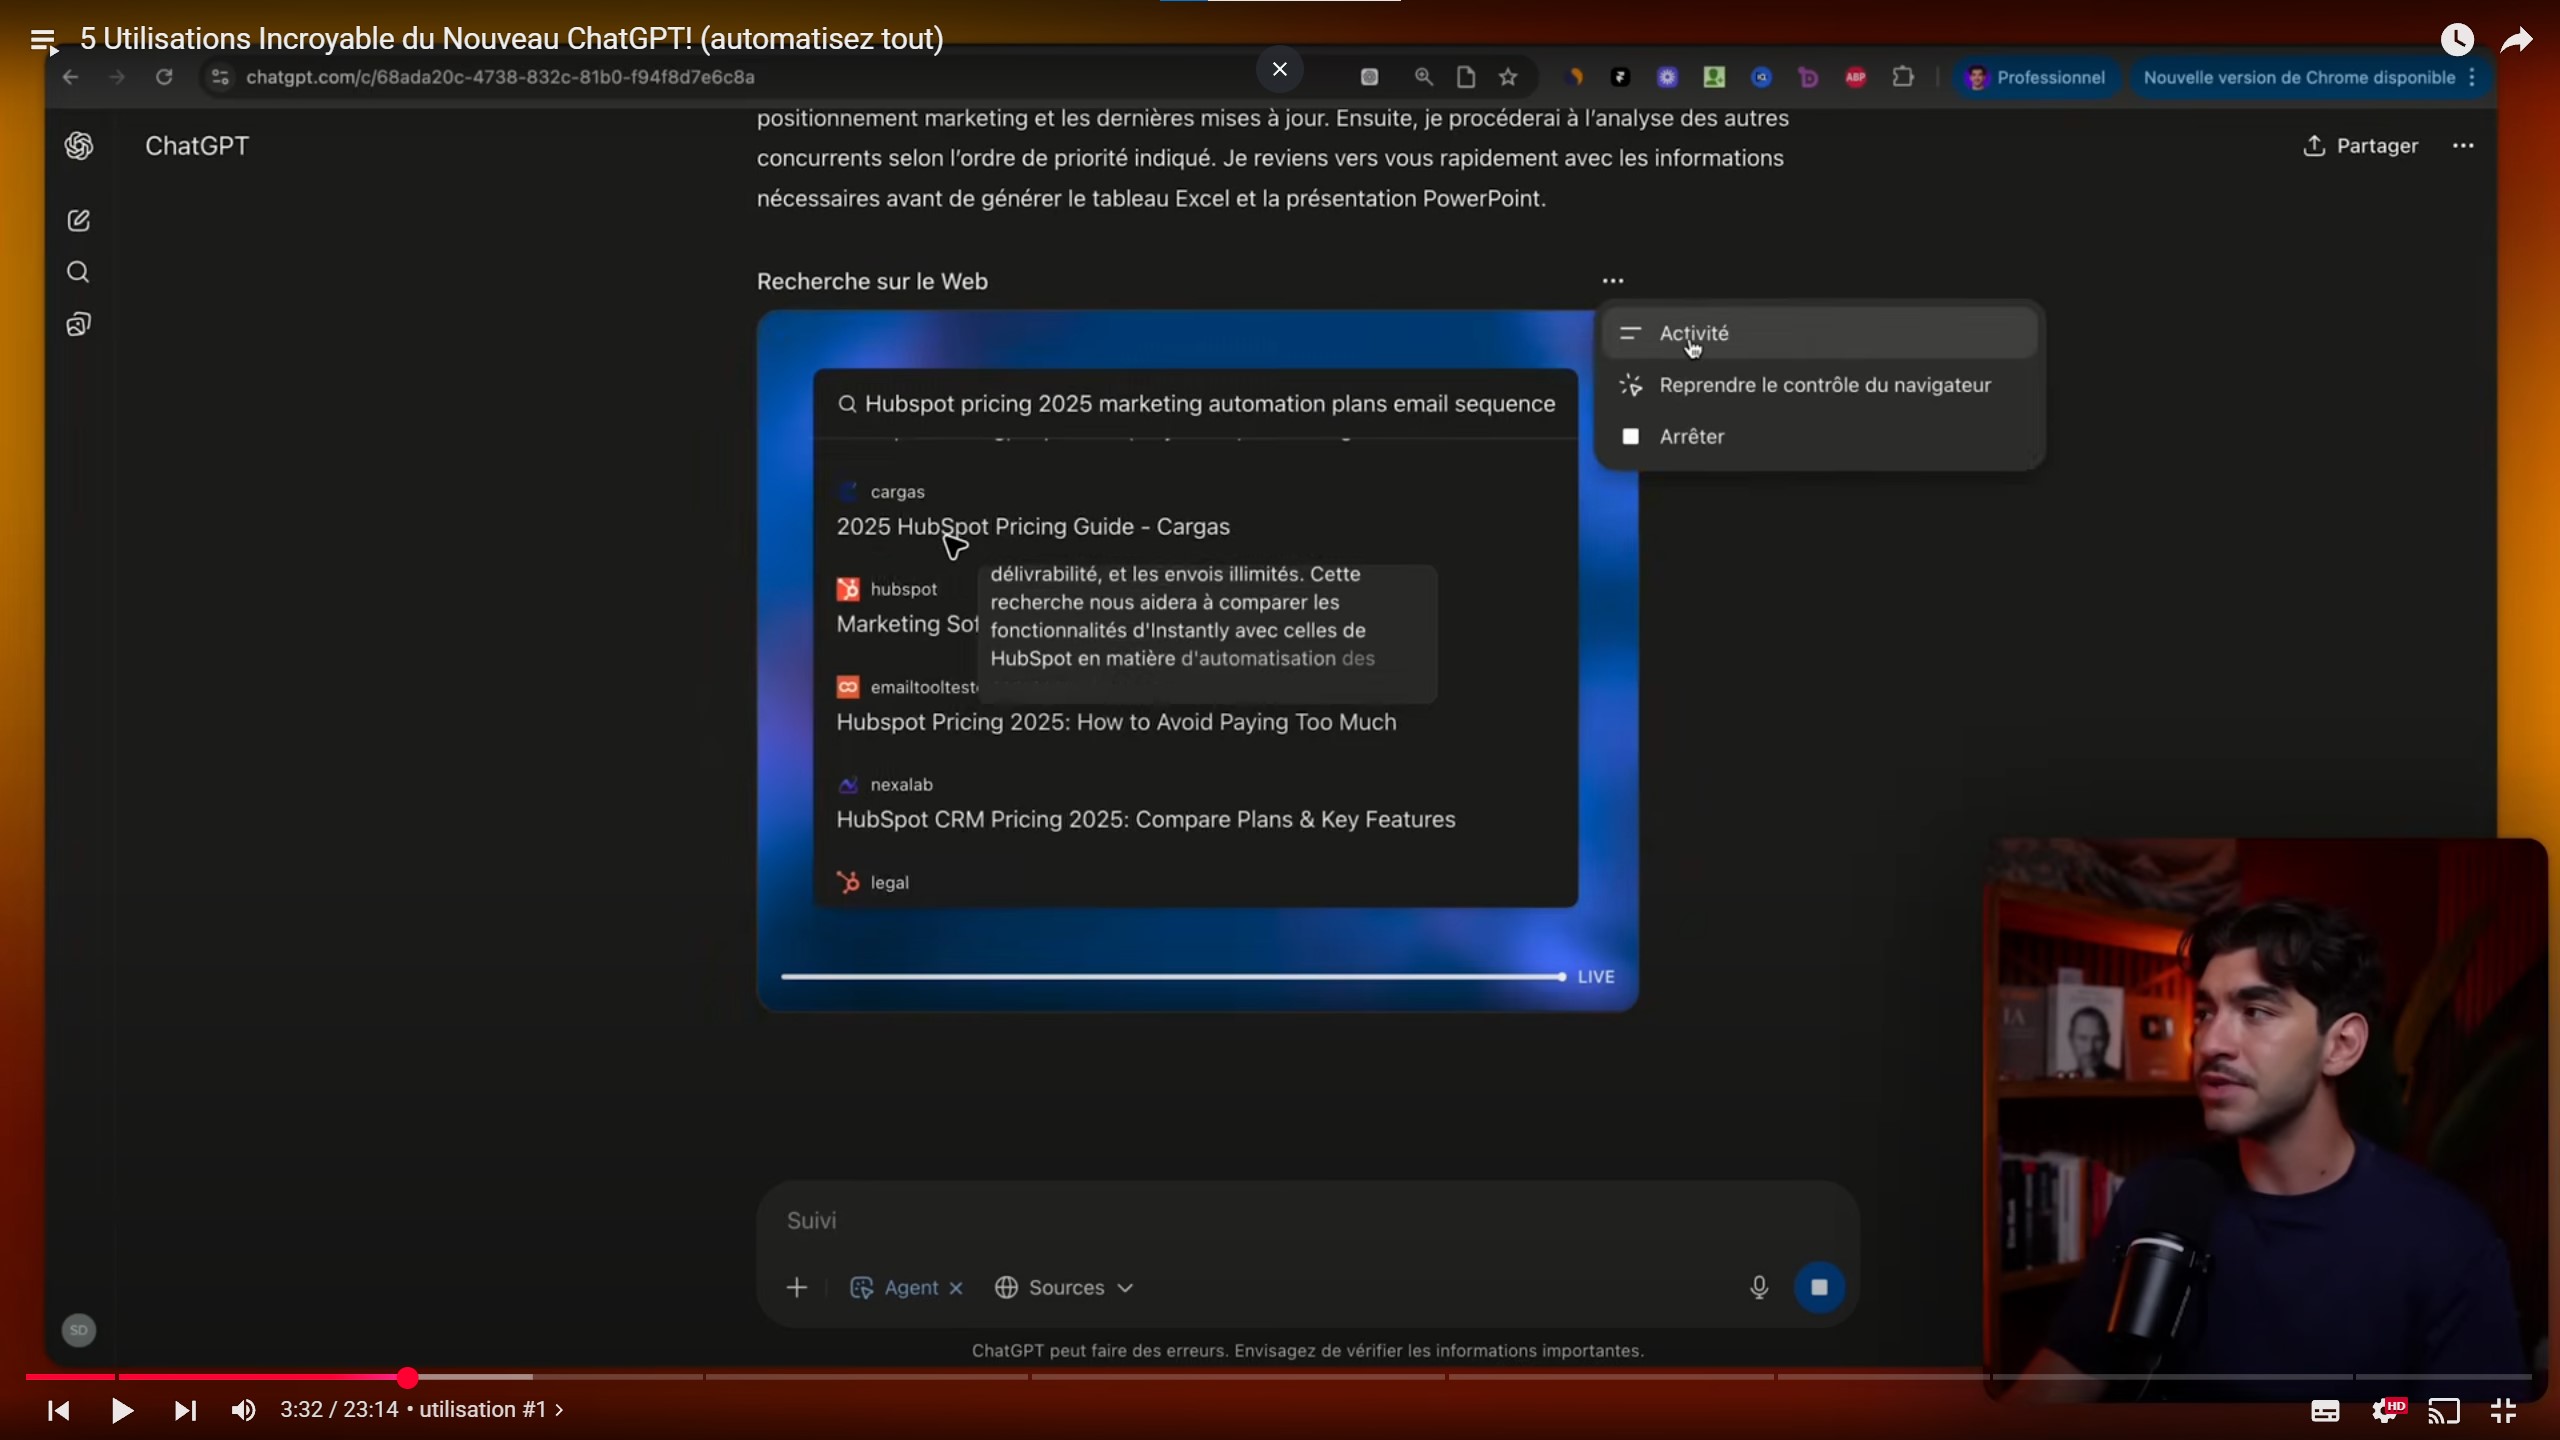 5 Utilisations Incroyable du Nouveau ChatGPT! (automatisez tout)
chatgpt.com/c/68ada20c-4738-832c-81b0-f94f8d7e6c8a
ABP
Professionnel
Nouvelle version de Chrome disponible
ChatGPT
Partager
positionnement marketing et les dernières mises à jour. Ensuite, je procéderai à l'analyse des autres
concurrents selon l'ordre de priorité indiqué. Je reviens vers vous rapidement avec les informations
nécessaires avant de générer le tableau Excel et la présentation PowerPoint.
Recherche sur le Web
Activité
Reprendre le contrôle du navigateur
Arrêter
Hubspot pricing 2025 marketing automation plans email sequence
cargas
2025 HubSpot Pricing Guide - Cargas
hubspot
Marketing Sof
délivrabilité, et les envois illimités. Cette
recherche nous aidera à comparer les
fonctionnalités d'Instantly avec celles de
HubSpot en matière d'automatisation des
emailtooltest
Hubspot Pricing 2025: How to Avoid Paying Too Much
nexalab
HubSpot CRM Pricing 2025: Compare Plans & Key Features
legal
LIVE
Suivi
Agent
Sources
SD
ChatGPT peut faire des erreurs. Envisagez de vérifier les informations importantes.
3:32 / 23:14 • utilisation #1
HD